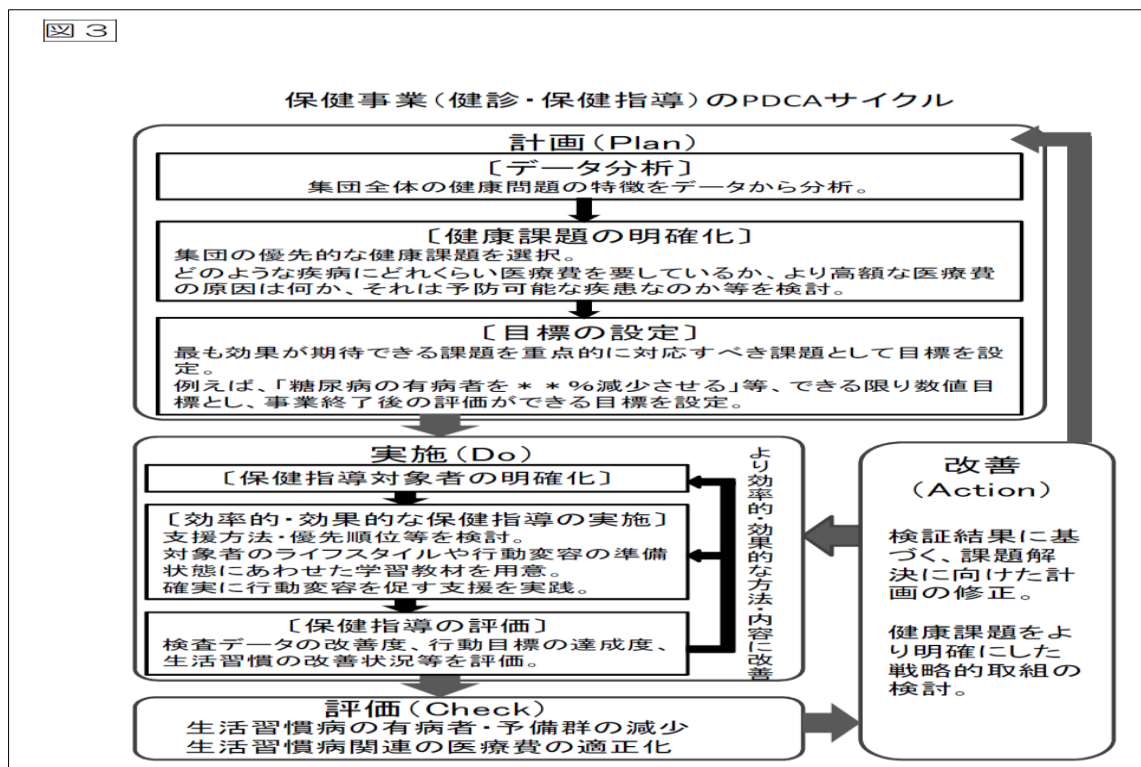 図 3
保健事業(健診・保健指導)のPDCAサイクル
計画(Plan)
[データ分析]
集団全体の健康問題の特徴をデータから分析。
[健康課題の明確化]
集団の優先的な健康課題を選択。
どのような疾病にどれくらい医療費を要しているか、より高額な医療費
の原因は何か、それは予防可能な疾患なのか等を検討。
[目標の設定]
最も効果が期待できる課題を重点的に対応すべき課題として目標を設
定。
例えば、「糖尿病の有病者を**%減少させる」等、できる限り数値目
標とし、事業終了後の評価ができる目標を設定。
実施(Do)
[保健指導対象者の明確化]
[効率的・効果的な保健指導の実施]
支援方法・優先順位等を検討。
対象者のライフスタイルや行動変容の準備
状態にあわせた学習教材を用意。
確実に行動変容を促す支援を実践。
[保健指導の評価]
検査データの改善度、行動目標の達成度、
生活習慣の改善状況等を評価。
より効率的・効果的な方法・内容に改善
評価(Check)
生活習慣病の有病者・予備群の減少
生活習慣病関連の医療費の適正化
改善
(Action)
検証結果に基
づく、課題解
決に向けた計
画の修正。
健康課題をよ
り明確にした
戦略的取組の
検討。